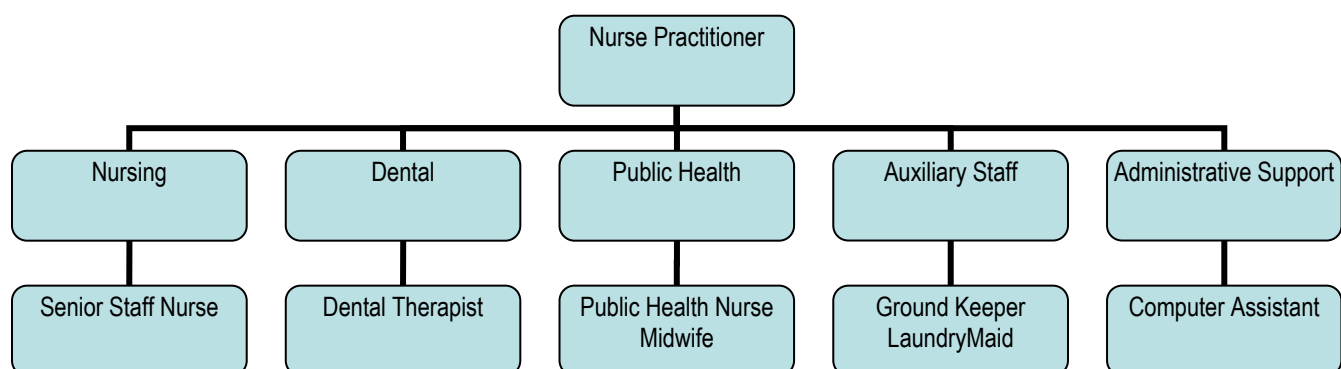 Nurse Practitioner
Nursing
Dental
Public Health
Auxiliary Staff
Administrative Support
Senior Staff Nurse
Dental Therapist
Public Health Nurse
Midwife
Ground Keeper
LaundryMaid
Computer Assistant